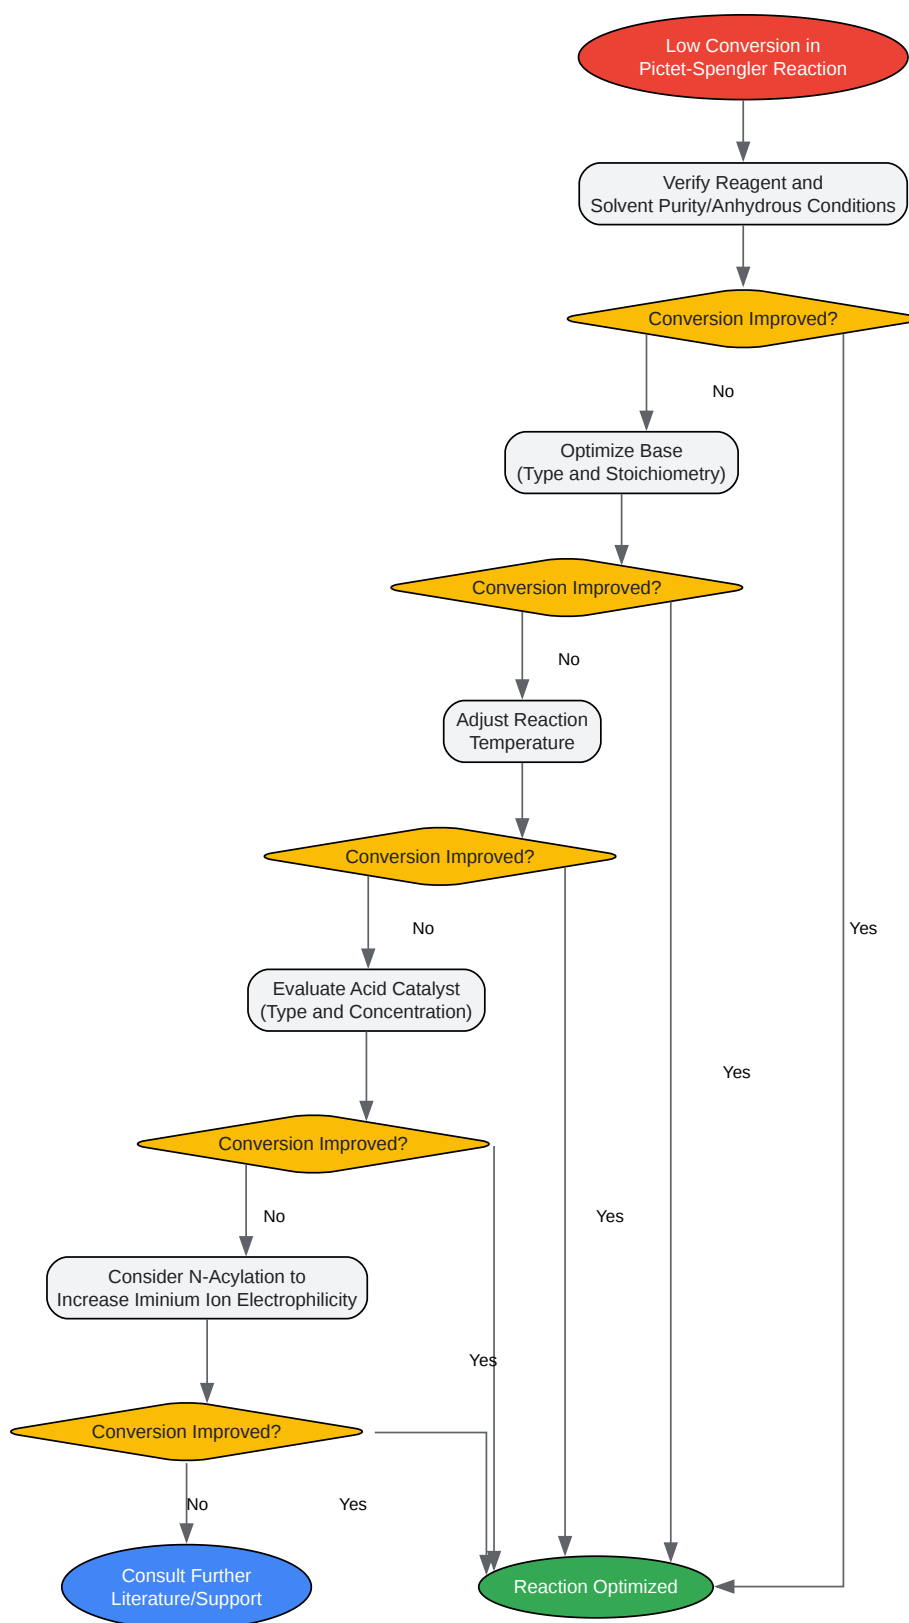 Low Conversion in
Pictet-Spengler Reaction
Verify Reagent and
Solvent Purity/Anhydrous Conditions
Conversion Improved?
No
Optimize Base
(Type and Stoichiometry)
Conversion Improved?
No
Adjust Reaction
Temperature
Conversion Improved?
No
Yes
Evaluate Acid Catalyst
(Type and Concentration)
Yes
Conversion Improved?
No
Yes
Consider N-Acylation to
Increase Iminium Ion Electrophilicity
Yes
Conversion Improved?
No
Yes
Consult Further
Literature/Support
Reaction Optimized